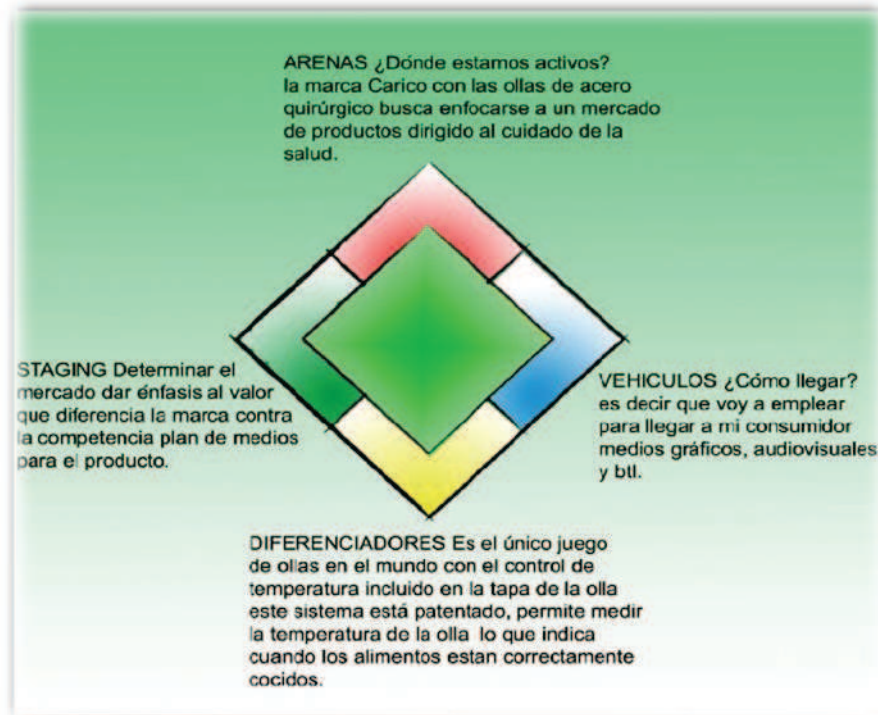 ARENAS ¿Dónde estamos activos?
la marca Carico con las ollas de acero
quirúrgico busca enfocarse a un mercado
de productos dirigido al cuidado de la
salud.
STAGING Determinar el
mercado dar énfasis al valor
que diferencia la marca contra
la competencia plan de medios
para el producto.
VEHICULOS ¿Cómo llegar?
es decir que voy a emplear
para llegar a mi consumidor
medios gráficos, audiovisuales
y btl.
DIFERENCIADORES Es el único juego
de ollas en el mundo con el control de
temperatura incluido en la tapa de la olla
este sistema está patentado, permite medir
la temperatura de la olla lo que indica
cuando los alimentos estan correctamente
cocidos.